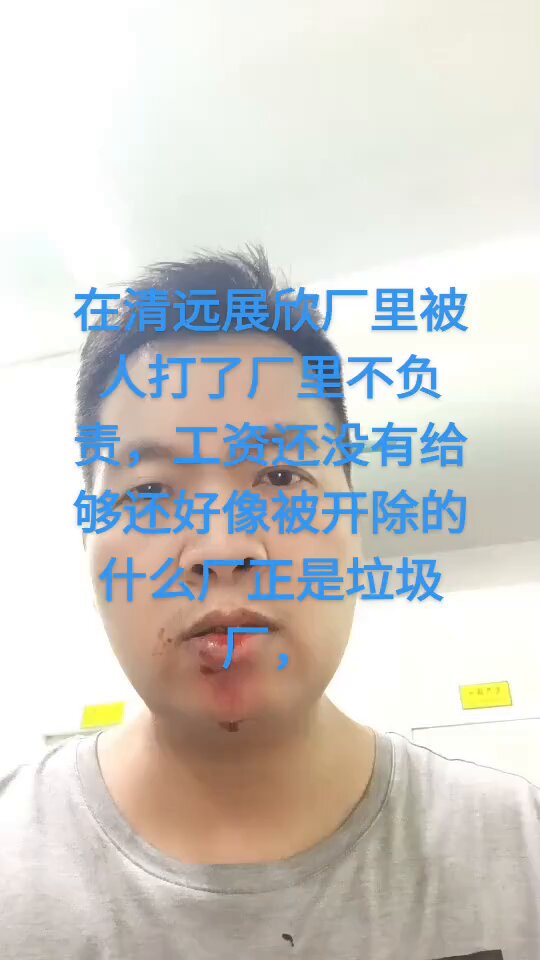 在清远展欣厂里被
人打了厂里不负
责，工资还没有给
够还好像被开除的
什么厂正是垃圾
厂，